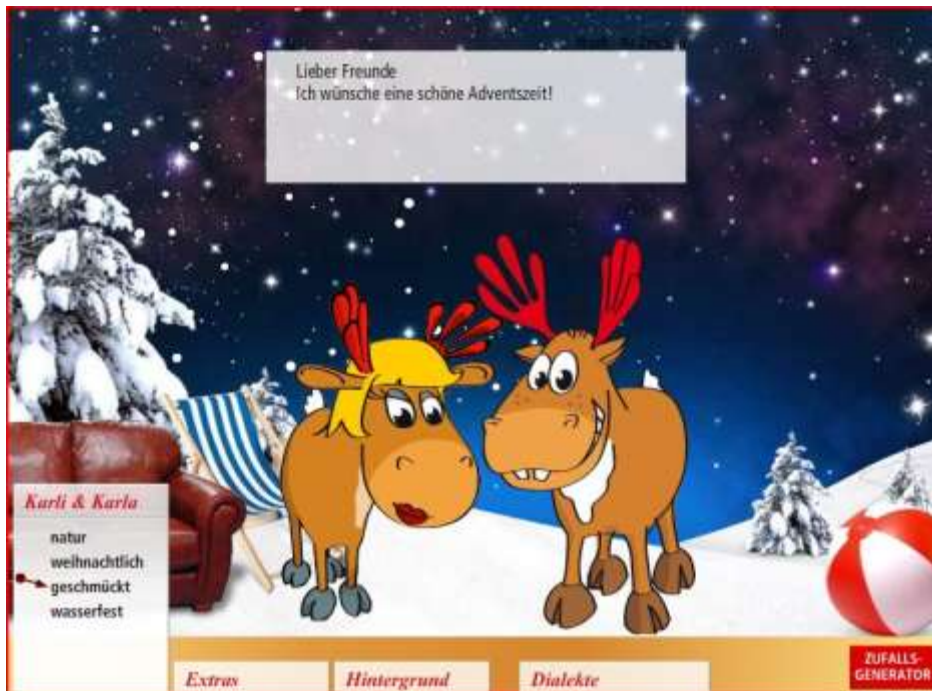 Lieber Freunde
Ich wünsche eine schöne Adventszeit!
Karli & Karla
natur
weihnachtlich
geschmückt
wasserfest
Extras
Hintergrund
Dialekte
ZUFALLS-
GENERATOR